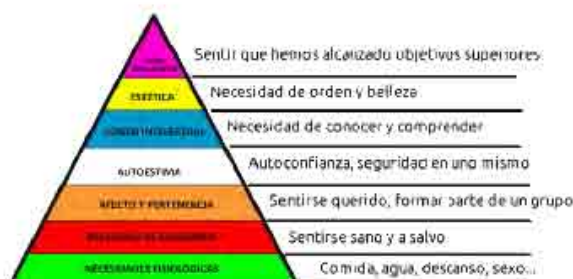 Sentir que hemos alcanzado objetivos superiores
ESTÉTICA
Necesidad de orden y belleza
Necesidad de conocer y comprender
AUTOESTIMA
Autoconfianza, seguridad en uno mismo
AFECTO Y PERTENENCIA
Sentirse querido, formar parte de un grupo
Sentirse sano y a salvo
NECESIDADES FISIOLÓGICAS
Comida, agua, descanso, sexo...